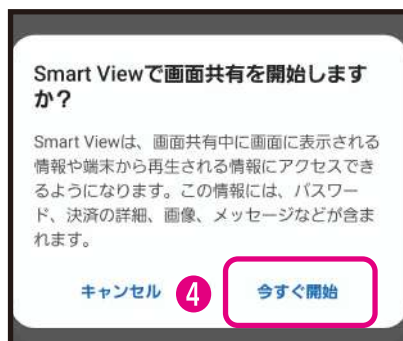 Smart Viewで画面共有を開始します
か？
Smart Viewは、画面共有中に画面に表示される
情報や端末から再生される情報にアクセスでき
るようになります。この情報には、パスワー
ド、決済の詳細、画像、メッセージなどが含ま
れます。
キャンセル 4 今すぐ開始